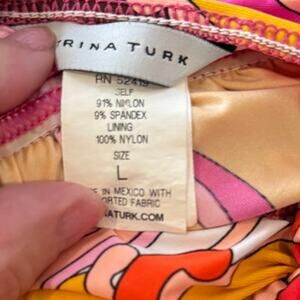 RINA TURK
RN 52419
SELF
91% NYLON
9% SPANDEX
LINING
100% NYLON
SIZE
L
IN MEXICO WITH
ORTED FABRIC
NATURK.COM